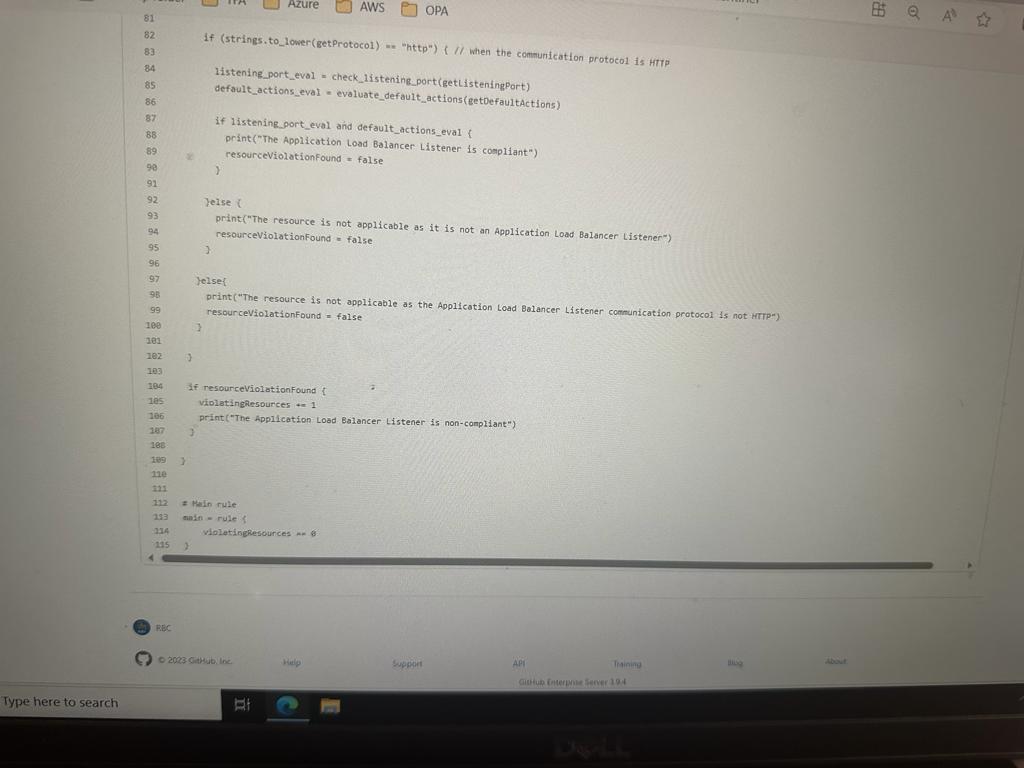 Azure AWS OPA
81
82 if (strings.to_lower(getProtocol) == "http") { // when the communication protocol is HTTP
83
84 listening_port_eval = check_listening_port(getListeningPort)
85 default_actions_eval = evaluate_default_actions(getDefaultActions)
86
87 if listening_port_eval and default_actions_eval {
88 print("The Application Load Balancer Listener is compliant")
89 resourceViolationFound = false
90 }
91
92 }else {
93 print("The resource is not applicable as it is not an Application Load Balancer Listener")
94 resourceViolationFound = false
95 }
96
97 }else{
98 print("The resource is not applicable as the Application Load Balancer Listener communication protocol is not HTTP")
99 resourceViolationFound = false
100 }
101
102 }
103
104 if resourceViolationFound {
105 violatingResources += 1
106 print("The Application Load Balancer Listener is non-compliant")
107 }
108
109 }
110
111
112 # Main rule
113 main = rule {
114 violatingResources == 0
115 }
RBC
© 2023 GitHub, Inc. Help Support API Training Blog About
GitHub Enterprise Server 3.9.4
Type here to search
DELL